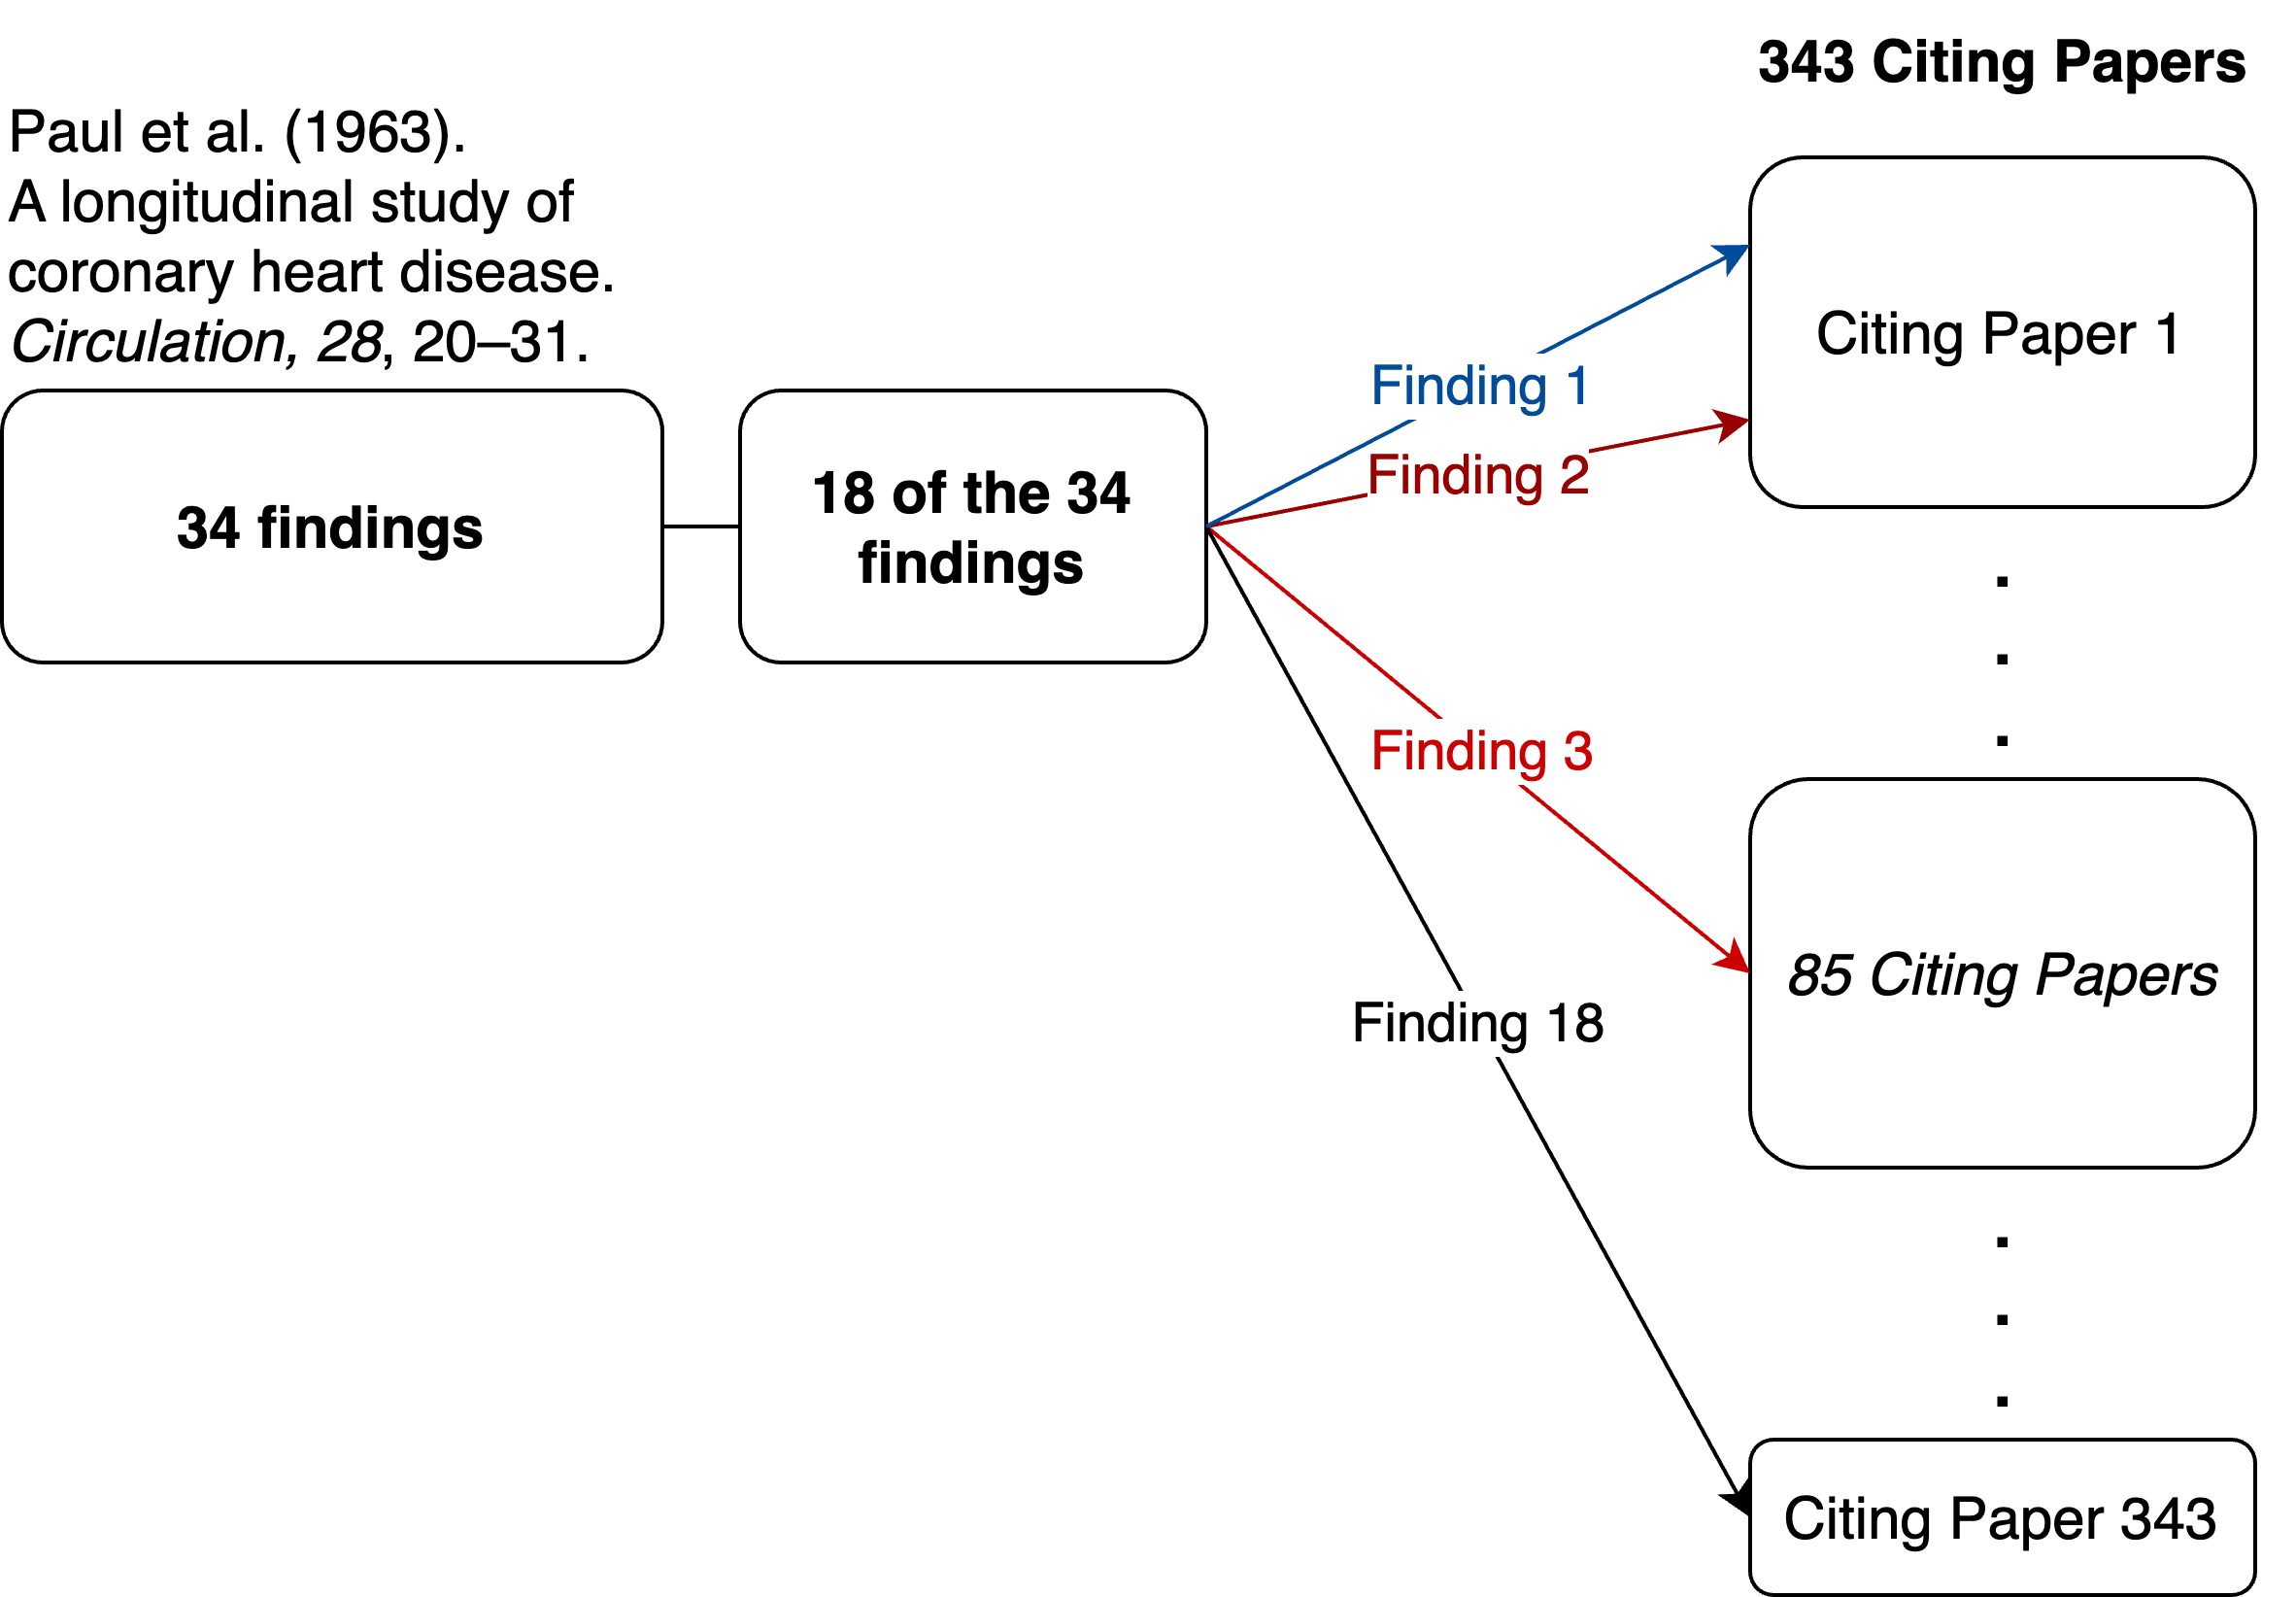 343 Citing Papers
Paul et al. (1963).
A longitudinal study of
coronary heart disease.
Circulation, 28, 20–31.
34 findings
18 of the 34
findings
Finding 1
Finding 2
Finding 3
Finding 18
Citing Paper 1
.
.
.
85 Citing Papers
.
.
.
Citing Paper 343